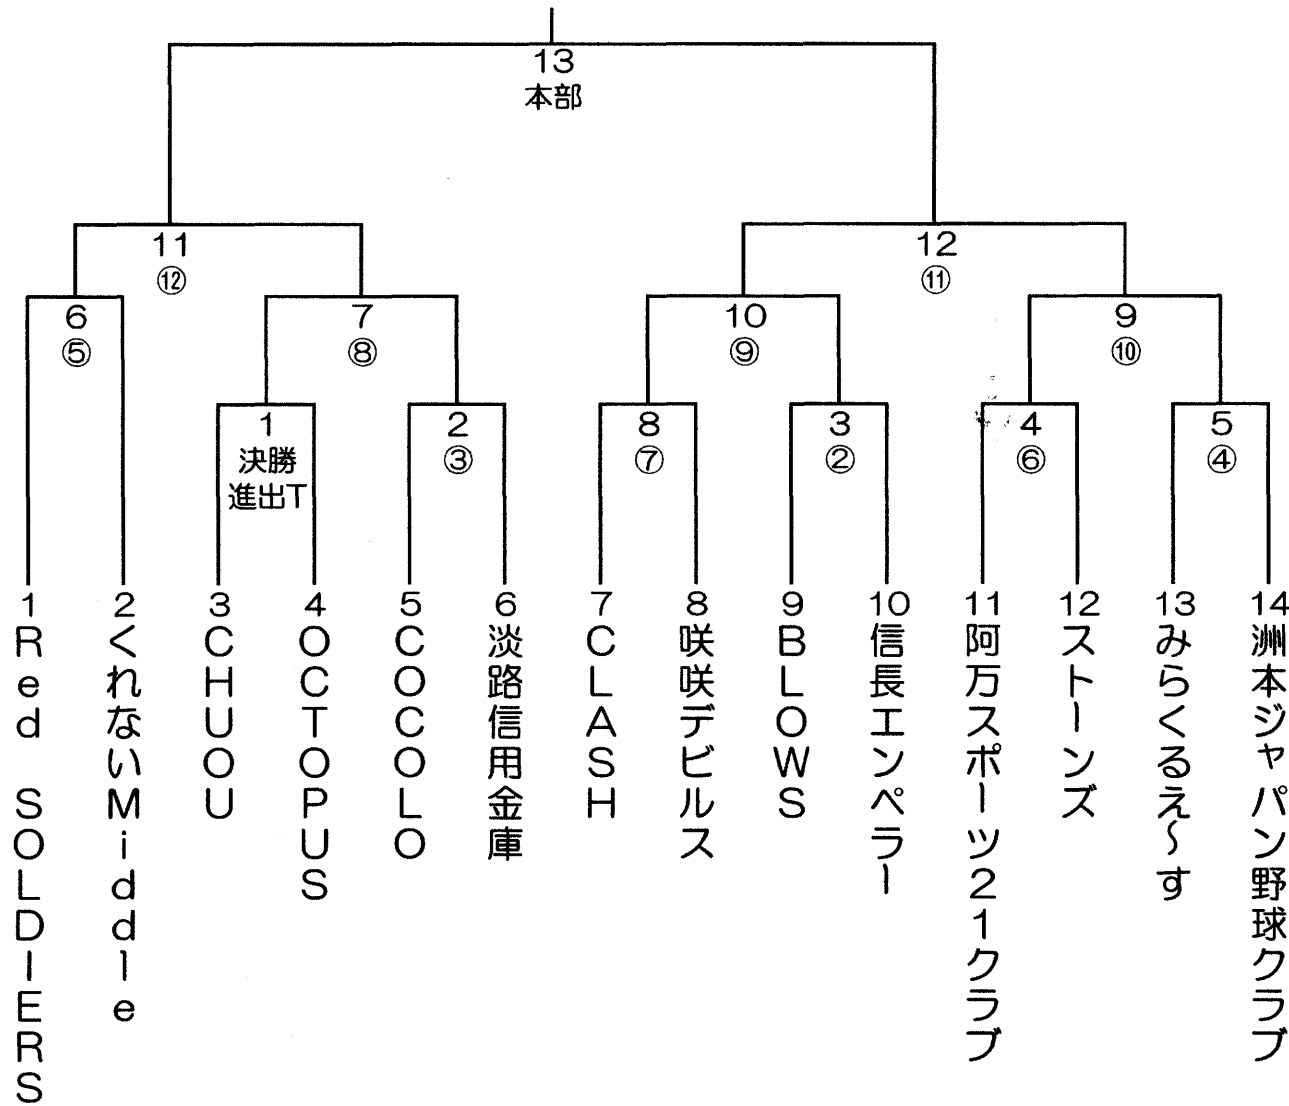 13
本部
11
⑫
12
⑪
6
⑤
7
⑧
10
⑨
9
⑩
1
決勝
進出T
2
③
8
⑦
3
②
4
⑥
5
④
1
Red SOLDIERS
2
くれないMiddle
3
CHUOU
4
OCTOPUS
5
COCOLO
6
淡路信用金庫
7
CLASH
8
咲咲デビルス
9
BLOWS
10
信長エンペラー
11
阿万スポーツ21クラブ
12
ストーンズ
13
みらくるえ〜す
14
洲本ジャパン野球クラブ